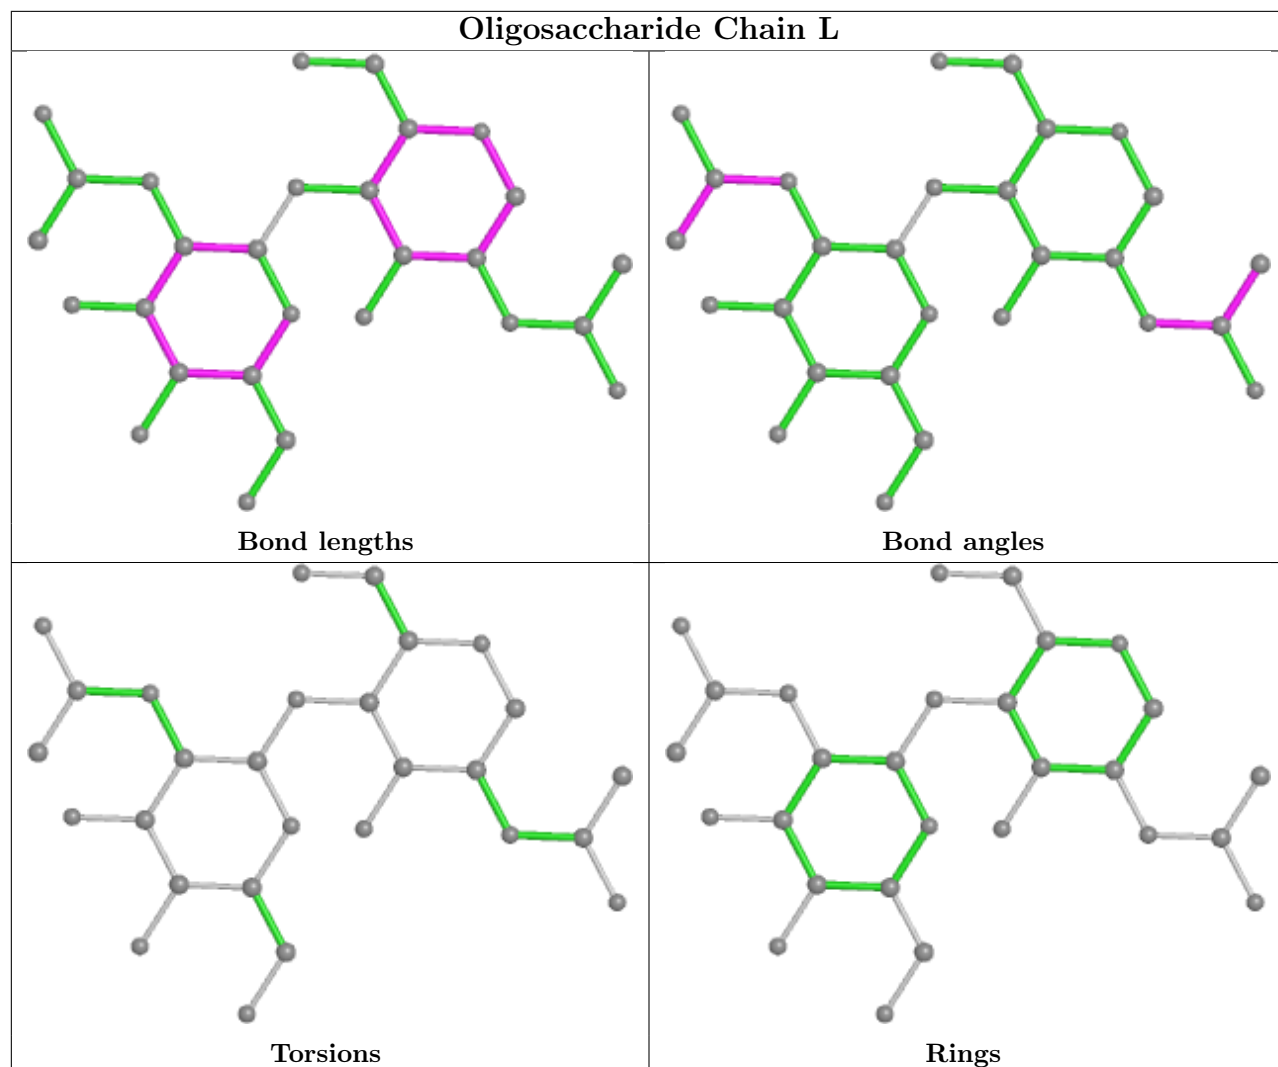 Oligosaccharide Chain L
Bond lengths
Bond angles
Torsions
Rings